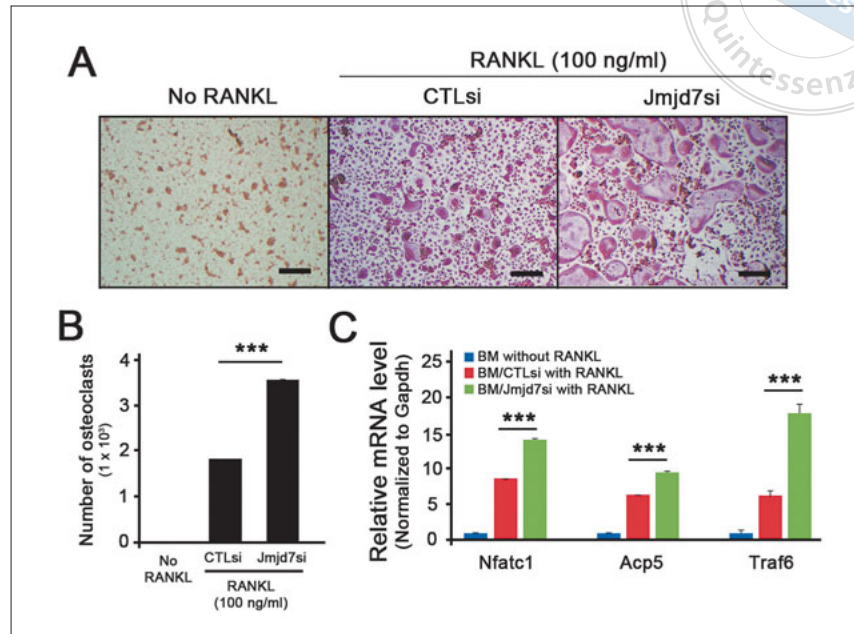 Quintessenz
A
RANKL (100 ng/ml)
No RANKL
CTLsi
Jmjd7si
B
***
Number of osteoclasts
(1 x 10³)
4
3
2
1
0
No
RANKL
CTLsi
Jmjd7si
RANKL
(100 ng/ml)
C
Relative mRNA level
(Normalized to Gapdh)
25
20
15
10
5
0
BM without RANKL
BM/CTLsi with RANKL
BM/Jmjd7si with RANKL
***
***
***
Nfatc1
Acp5
Traf6